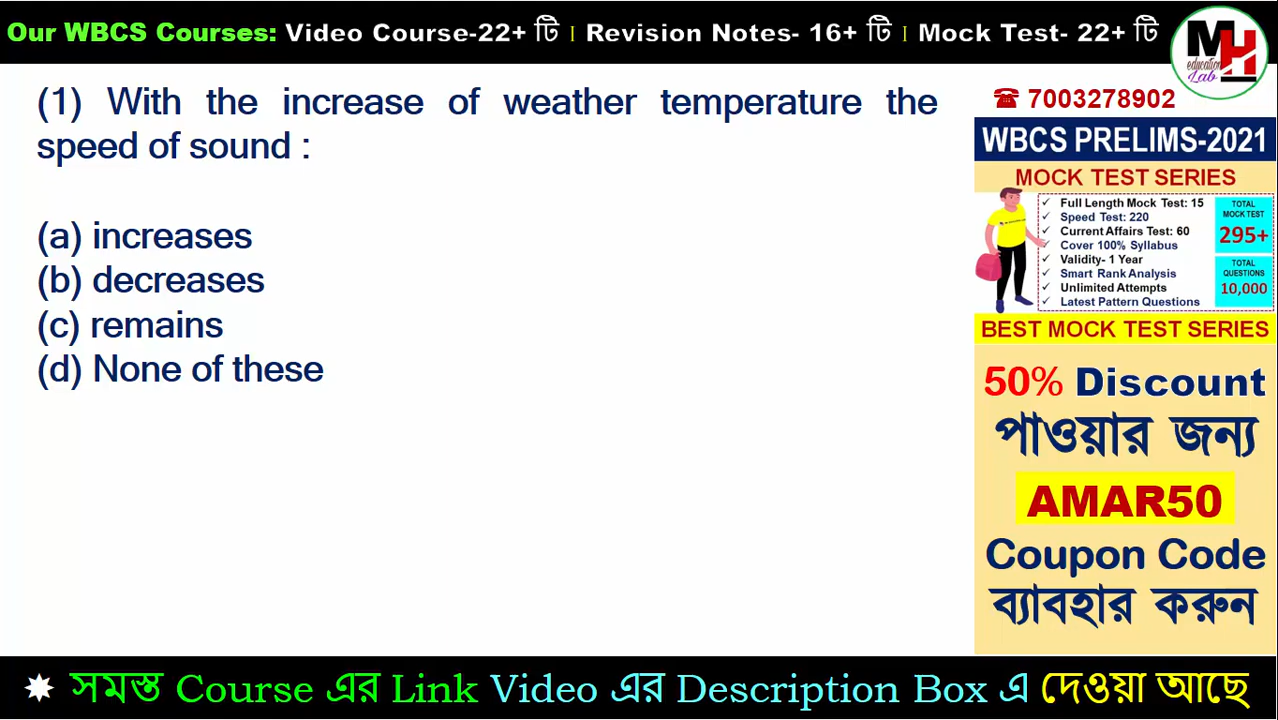 Our WBCS Courses: Video Course-22+ টি । Revision Notes- 16+ টি । Mock Test- 22+ টি
MH
education
Lab
(1) With the increase of weather temperature the
speed of sound :
(a) increases
(b) decreases
(c) remains
(d) None of these
☎ 7003278902
WBCS PRELIMS-2021
MOCK TEST SERIES
✓ Full Length Mock Test: 15
✓ Speed Test: 220
✓ Current Affairs Test: 60
✓ Cover 100% Syllabus
✓ Validity- 1 Year
✓ Smart Rank Analysis
✓ Unlimited Attempts
✓ Latest Pattern Questions
TOTAL
MOCK TEST
295+
TOTAL
QUESTIONS
10,000
BEST MOCK TEST SERIES
50% Discount
পাওয়ার জন্য
AMAR50
Coupon Code
ব্যাবহার করুন
✸ সমস্ত Course এর Link Video এর Description Box এ দেওয়া আছে